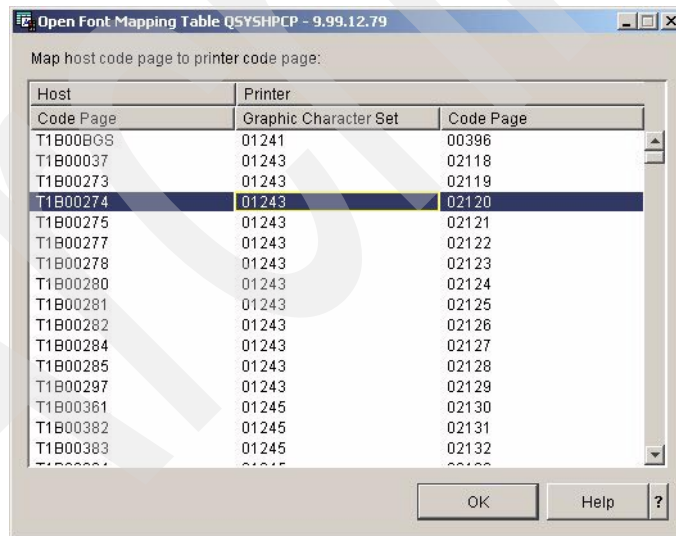 Open Font Mapping Table QSYSHPCP - 9.99.12.79
Map host code page to printer code page:
Host Printer
Code Page Graphic Character Set Code Page
T1B00BGS 01241 00396
T1B00037 01243 02118
T1B00273 01243 02119
T1B00274 01243 02120
T1B00275 01243 02121
T1B00277 01243 02122
T1B00278 01243 02123
T1B00280 01243 02124
T1B00281 01243 02125
T1B00282 01243 02126
T1B00284 01243 02127
T1B00285 01243 02128
T1B00297 01243 02129
T1B00361 01245 02130
T1B00382 01245 02131
T1B00383 01245 02132
OK Help ?